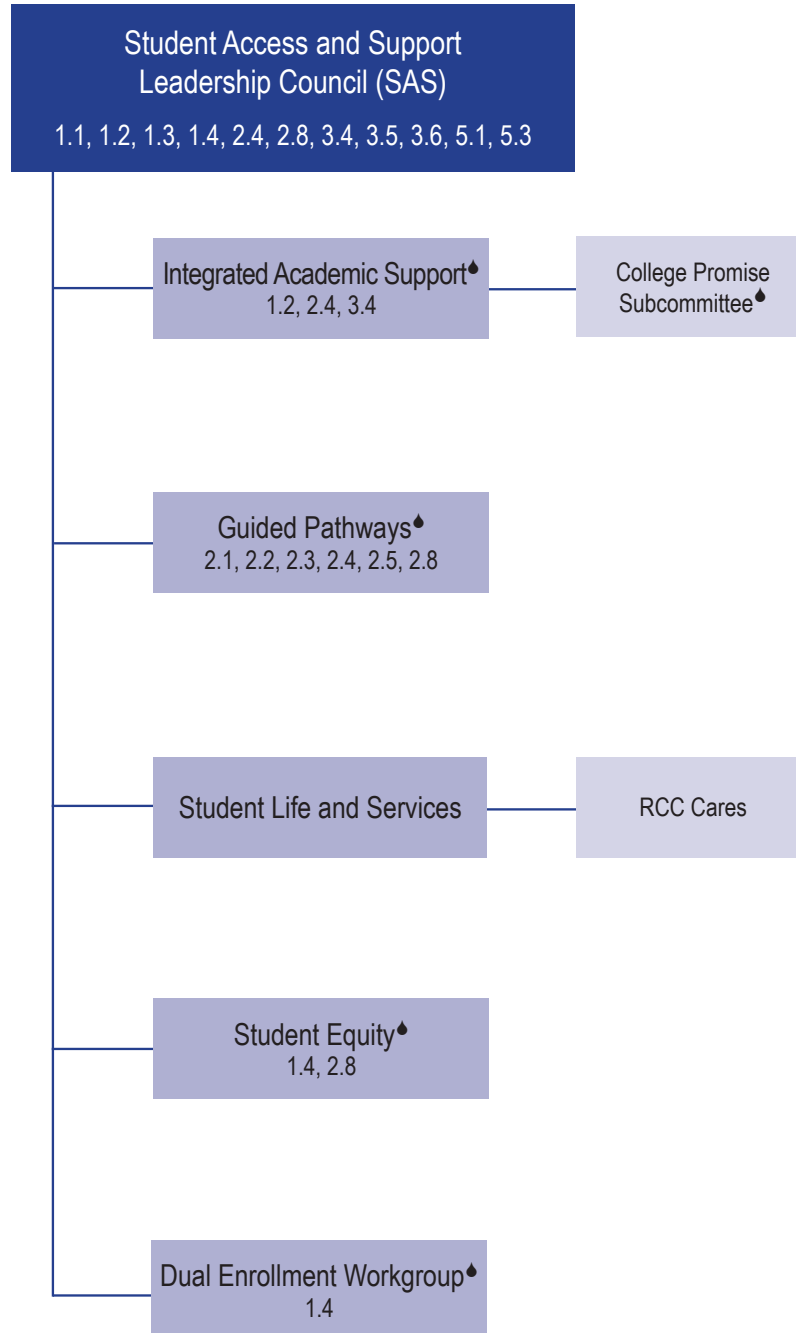 Student Access and Support
Leadership Council (SAS)
1.1, 1.2, 1.3, 1.4, 2.4, 2.8, 3.4, 3.5, 3.6, 5.1, 5.3
Integrated Academic Support
1.2, 2.4, 3.4
College Promise
Subcommittee
Guided Pathways
2.1, 2.2, 2.3, 2.4, 2.5, 2.8
Student Life and Services
RCC Cares
Student Equity
1.4, 2.8
Dual Enrollment Workgroup
1.4